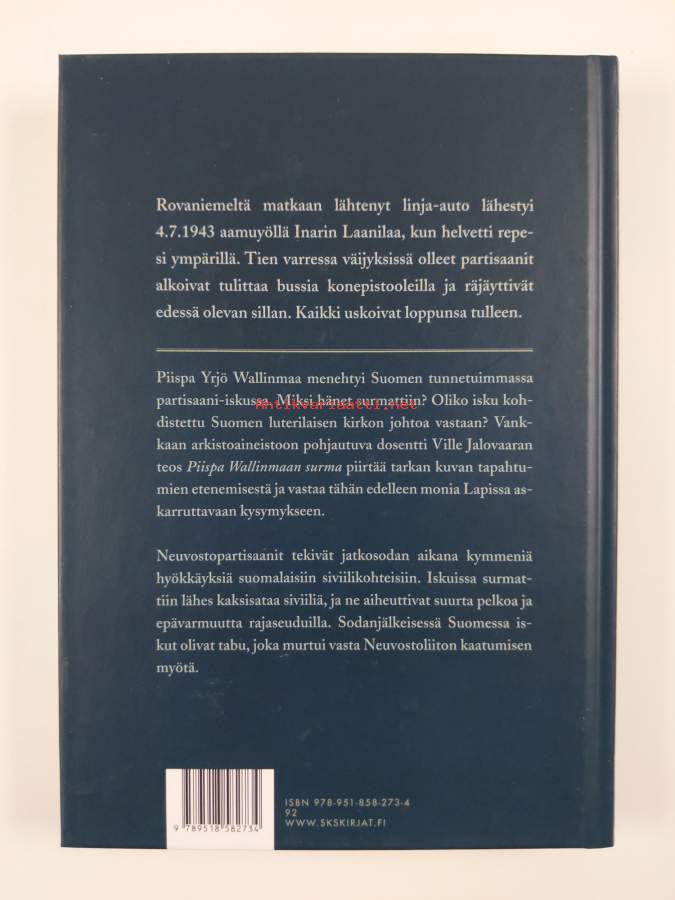 Rovaniemeltä matkaan lähtenyt linja-auto lähestyi
4.7.1943 aamuyöllä Inarin Laanilaa, kun helvetti repe-
si ympärillä. Tien varressa väijyksissä olleet partisaanit
alkoivat tulittaa bussia konepistooleilla ja räjäyttivät
edessä olevan sillan. Kaikki uskoivat loppunsa tulleen.
Piispa Yrjö Wallinmaa menehtyi Suomen tunnetuimmassa
partisaani-iskussa. Miksi hänet surmattiin? Oliko isku koh-
Antikvariaatti.net
distettu Suomen luterilaisen kirkon johtoa vastaan? Vank-
kaan arkistoaineistoon pohjautuva dosentti Ville Jalovaaran
teos Piispa Wallinmaan surma piirtää tarkan kuvan tapahtu-
mien etenemisestä ja vastaa tähän edelleen monia Lapissa as-
karruttavaan kysymykseen.
Neuvostopartisaanit tekivät jatkosodan aikana kymmeniä
hyökkäyksiä suomalaisiin siviilikohteisiin. Iskuissa surmat-
tiin lähes kaksisataa siviiliä, ja ne aiheuttivat suurta pelkoa ja
epävarmuutta rajaseuduilla. Sodanjälkeisessä Suomessa is-
kut olivat tabu, joka murtui vasta Neuvostoliiton kaatumisen
myötä.
ISBN 978-951-858-273-4
92
WWW.SKSKIRJAT.FI
9 789518 582734